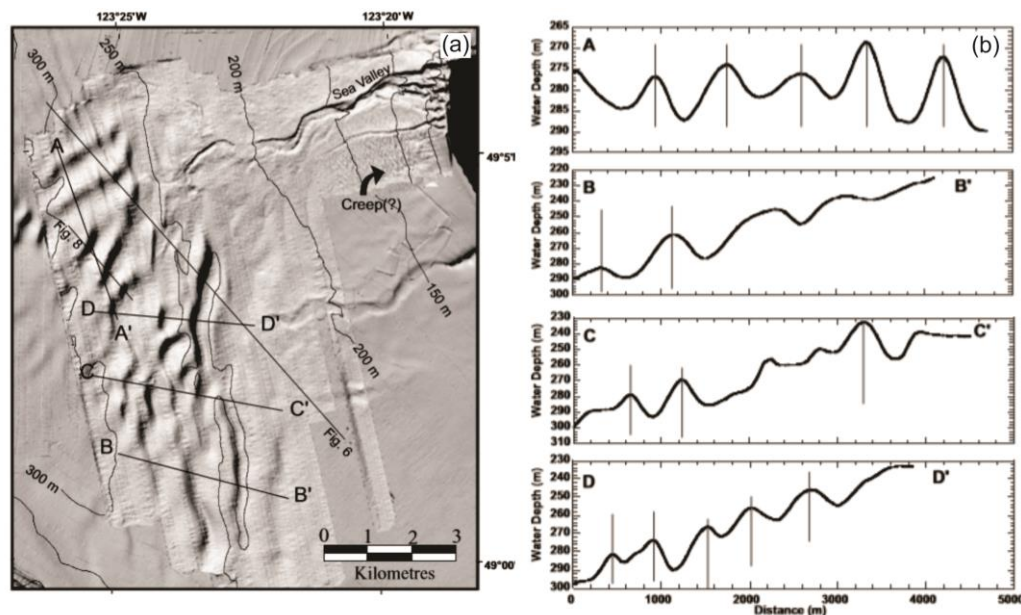 123°25'W
123°20'W
(a)
300 m
250 m
200 m
Sea Valley
49°51'
A
Creep(?)
Fig. 8
150 m
D
D'
A'
200 m
C
C'
Fig. 6
B
B'
300 m
0 1 2 3
Kilometres
49°00'
(b)
A
Water Depth (m)
265
270
275
280
285
290
295
B
B'
Water Depth (m)
220
230
240
250
260
270
280
290
300
C
C'
Water Depth (m)
230
240
250
260
270
280
290
300
310
D
D'
Water Depth (m)
230
240
250
260
270
280
290
300
0 1000 2000 3000 4000 5000
Distance (m)